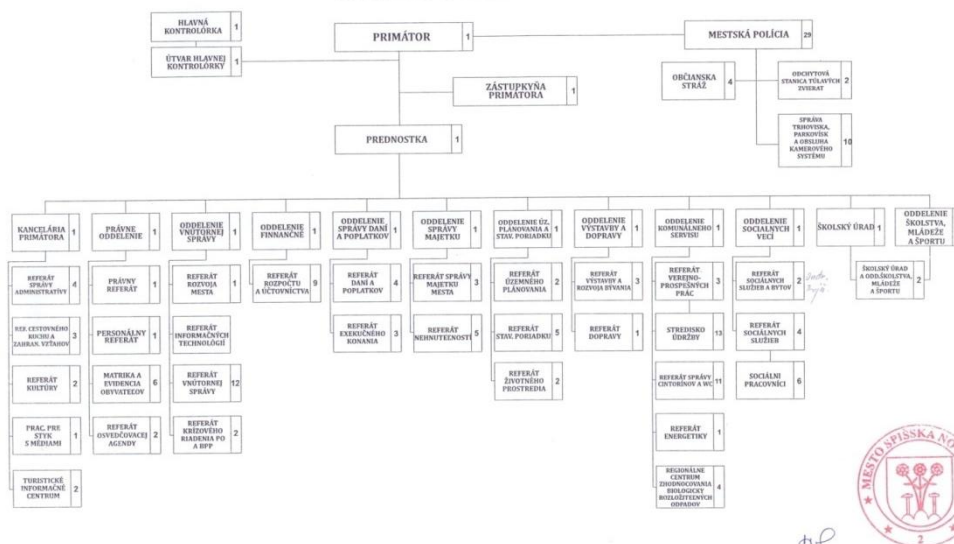 HLAVNÁ
KONTROLÓRKA 1
ÚTVAR HLAVNEJ
KONTROLÓRKY 1
PRIMÁTOR 1
MESTSKÁ POLÍCIA 29
ZÁSTUPKYŇA
PRIMÁTORA 1
OBČIANSKA
STRÁŽ 4
ODCHYTOVÁ
STANICA TÚLAVÝCH
ZVIERAT 2
SPRÁVA
TRHOVISKA,
PARKOVÍSK
A OBSLUHA
KAMEROVÉHO
SYSTÉMU 10
PREDNOSTKA 1
KANCELÁRIA
PRIMÁTORA 1
PRÁVNE
ODDELENIE 1
ODDELENIE
VNÚTORNEJ
SPRÁVY 1
ODDELENIE
FINANČNÉ 1
ODDELENIE
SPRÁVY DANÍ
A POPLATKOV 1
ODDELENIE
SPRÁVY
MAJETKU 1
ODDELENIE ÚZ.
PLÁNOVANIA A
STAV. PORIADKU 1
ODDELENIE
VÝSTAVBY A
DOPRAVY 1
ODDELENIE
KOMUNÁLNEHO
SERVISU 1
ODDELENIE
SOCIALNYCH
VECÍ 1
ŠKOLSKÝ ÚRAD 1
ODDELENIE
ŠKOLSTVA,
MLÁDEŽE
A ŠPORTU 1
REFERÁT
SPRÁVY
ADMINISTRATÍVY 4
REF. CESTOVNÉHO
RUCHU A
ZAHRAN. VZŤAHOV 3
REFERÁT
KULTÚRY 2
PRAC. PRE
STYK
S MÉDIAMI 1
TURISTICKÉ
INFORMAČNÉ
CENTRUM 2
PRÁVNY
REFERÁT 1
PERSONÁLNY
REFERÁT 1
MATRIKA A
EVIDENCIA
OBYVATEĽOV 6
REFERÁT
OSVEDČOVACEJ
AGENDY 2
REFERÁT
ROZVOJA
MESTA 1
REFERÁT
INFORMAČNÝCH
TECHNOLÓGIÍ
REFERÁT
VNÚTORNEJ
SPRÁVY 12
REFERÁT
KRÍZOVÉHO
RIADENIA PO
A BPP 2
REFERÁT
ROZPOČTU
A ÚČTOVNÍCTVA 9
REFERÁT
DANÍ A
POPLATKOV 4
REFERÁT
EXEKUČNÉHO
KONANIA 3
REFERÁT SPRÁVY
MAJETKU MESTA 3
REFERÁT
NEHNUTEĽNOSTÍ 5
REFERÁT
ÚZEMNÉHO
PLÁNOVANIA 2
REFERÁT
STAV. PORIADKU 5
REFERÁT
ŽIVOTNÉHO
PROSTREDIA 2
REFERÁT
VÝSTAVBY A
ROZVOJA BÝVANIA 3
REFERÁT
DOPRAVY 1
REFERÁT
VEREJNO-
PROSPEŠNÝCH
PRÁC 3
STREDISKO
ÚDRŽBY 13
REFERÁT SPRÁVY
CINTORÍNOV A WC 11
REFERÁT
ENERGETIKY 1
REGIONÁLNE
CENTRUM
ZHODNOCOVANIA
BIOLOGICKY
ROZLOŽITEĽNÝCH
ODPADOV 4
REFERÁT
SOCIÁLNYCH
SLUŽIEB A BYTOV 2
REFERÁT
SOCIÁLNYCH
SLUŽIEB 4
SOCIÁLNI
PRACOVNÍCI 6
ŠKOLSKÝ ÚRAD
A ODD. ŠKOLSTVA,
MLÁDEŽE
A ŠPORTU 2
MESTO SPIŠSKÁ
2